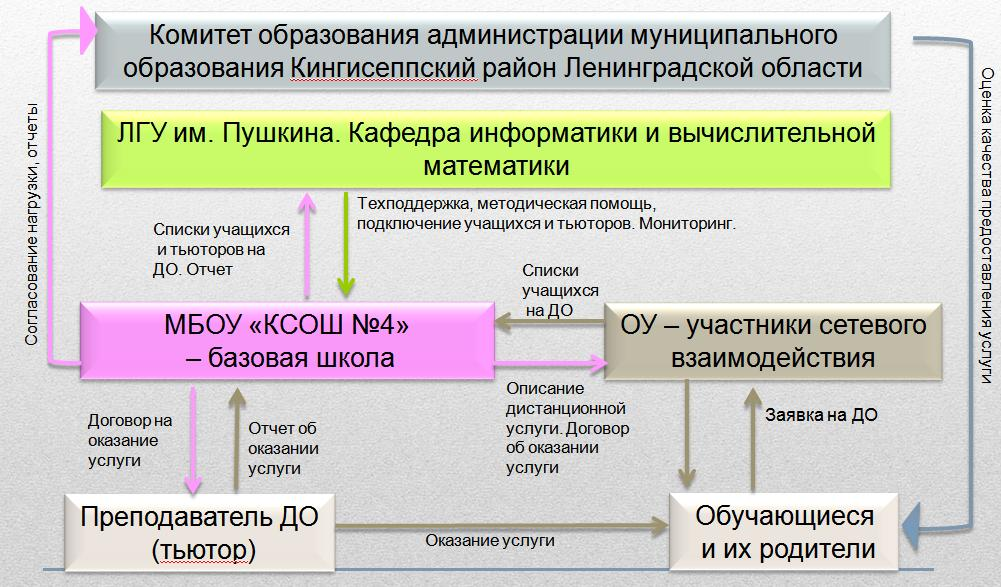 Комитет образования администрации муниципального
образования Кингисеппский район Ленинградской области
Согласование нагрузки, отчеты
Оценка качества предоставления услуги
ЛГУ им. Пушкина. Кафедра информатики и вычислительной
математики
Списки учащихся
и тьюторов на
ДО. Отчет
Техподдержка, методическая помощь,
подключение учащихся и тьюторов. Мониторинг.
Списки
учащихся
на ДО
МБОУ «КСОШ №4»
– базовая школа
ОУ – участники сетевого
взаимодействия
Договор на
оказание
услуги
Отчет об
оказании
услуги
Описание
дистанционной
услуги. Договор
об оказании
услуги
Заявка на ДО
Преподаватель ДО
(тьютор)
Оказание услуги
Обучающиеся
и их родители